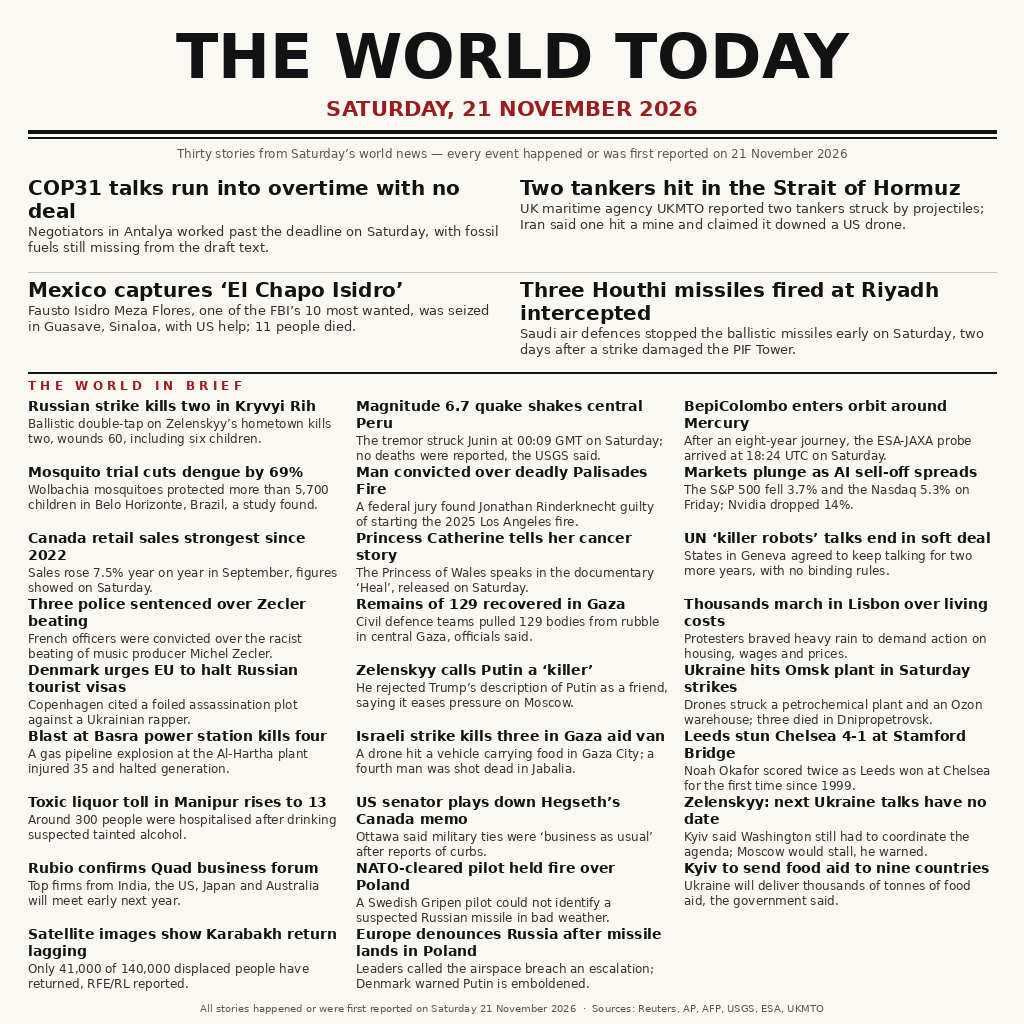 THE WORLD TODAY
SATURDAY, 21 NOVEMBER 2026
Thirty stories from Saturday’s world news — every event happened or was first reported on 21 November 2026
COP31 talks run into overtime with no
deal
Negotiators in Antalya worked past the deadline on Saturday, with fossil
fuels still missing from the draft text.
Two tankers hit in the Strait of Hormuz
UK maritime agency UKMTO reported two tankers struck by projectiles;
Iran said one hit a mine and claimed it downed a US drone.
Mexico captures ‘El Chapo Isidro’
Fausto Isidro Meza Flores, one of the FBI’s 10 most wanted, was seized
in Guasave, Sinaloa, with US help; 11 people died.
Three Houthi missiles fired at Riyadh
intercepted
Saudi air defences stopped the ballistic missiles early on Saturday, two
days after a strike damaged the PIF Tower.
THE WORLD IN BRIEF
Russian strike kills two in Kryvyi Rih
Ballistic double-tap on Zelenskyy’s hometown kills
two, wounds 60, including six children.
Mosquito trial cuts dengue by 69%
Wolbachia mosquitoes protected more than 5,700
children in Belo Horizonte, Brazil, a study found.
Canada retail sales strongest since
2022
Sales rose 7.5% year on year in September, figures
showed on Saturday.
Three police sentenced over Zecler
beating
French officers were convicted over the racist
beating of music producer Michel Zecler.
Denmark urges EU to halt Russian
tourist visas
Copenhagen cited a foiled assassination plot
against a Ukrainian rapper.
Blast at Basra power station kills four
A gas pipeline explosion at the Al-Hartha plant
injured 35 and halted generation.
Toxic liquor toll in Manipur rises to 13
Around 300 people were hospitalised after drinking
suspected tainted alcohol.
Rubio confirms Quad business forum
Top firms from India, the US, Japan and Australia
will meet early next year.
Satellite images show Karabakh return
lagging
Only 41,000 of 140,000 displaced people have
returned, RFE/RL reported.
Magnitude 6.7 quake shakes central
Peru
The tremor struck Junin at 00:09 GMT on Saturday;
no deaths were reported, the USGS said.
Man convicted over deadly Palisades
Fire
A federal jury found Jonathan Rinderknecht guilty
of starting the 2025 Los Angeles fire.
Princess Catherine tells her cancer
story
The Princess of Wales speaks in the documentary
‘Heal’, released on Saturday.
Remains of 129 recovered in Gaza
Civil defence teams pulled 129 bodies from rubble
in central Gaza, officials said.
Zelenskyy calls Putin a ‘killer’
He rejected Trump’s description of Putin as a friend,
saying it eases pressure on Moscow.
Israeli strike kills three in Gaza aid van
A drone hit a vehicle carrying food in Gaza City; a
fourth man was shot dead in Jabalia.
US senator plays down Hegseth’s
Canada memo
Ottawa said military ties were ‘business as usual’
after reports of curbs.
NATO-cleared pilot held fire over
Poland
A Swedish Gripen pilot could not identify a
suspected Russian missile in bad weather.
Europe denounces Russia after missile
lands in Poland
Leaders called the airspace breach an escalation;
Denmark warned Putin is emboldened.
BepiColombo enters orbit around
Mercury
After an eight-year journey, the ESA-JAXA probe
arrived at 18:24 UTC on Saturday.
Markets plunge as AI sell-off spreads
The S&P 500 fell 3.7% and the Nasdaq 5.3% on
Friday; Nvidia dropped 14%.
UN ‘killer robots’ talks end in soft deal
States in Geneva agreed to keep talking for two
more years, with no binding rules.
Thousands march in Lisbon over living
costs
Protesters braved heavy rain to demand action on
housing, wages and prices.
Ukraine hits Omsk plant in Saturday
strikes
Drones struck a petrochemical plant and an Ozon
warehouse; three died in Dnipropetrovsk.
Leeds stun Chelsea 4-1 at Stamford
Bridge
Noah Okafor scored twice as Leeds won at Chelsea
for the first time since 1999.
Zelenskyy: next Ukraine talks have no
date
Kyiv said Washington still had to coordinate the
agenda; Moscow would stall, he warned.
Kyiv to send food aid to nine countries
Ukraine will deliver thousands of tonnes of food
aid, the government said.
All stories happened or were first reported on Saturday 21 November 2026 · Sources: Reuters, AP, AFP, USGS, ESA, UKMTO